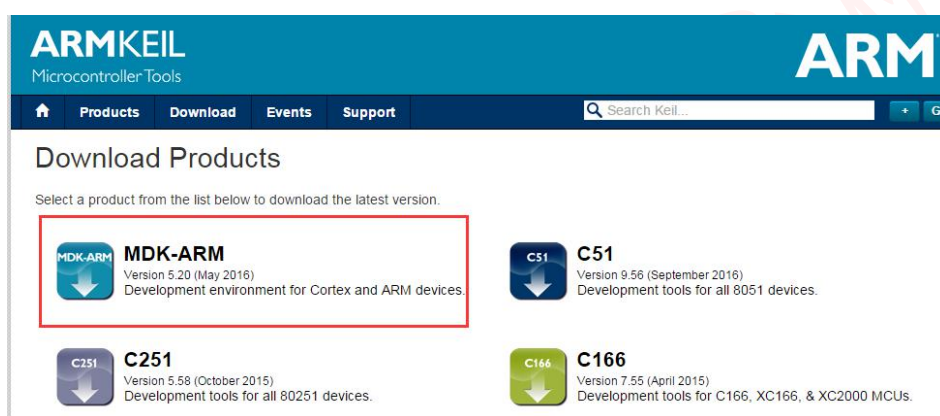 ARMKEIL
Microcontroller Tools
ARM
Products Download Events Support
Search Keil...
+ G
Download Products
Select a product from the list below to download the latest version.
MDK-ARM
MDK-ARM
Version 5.20 (May 2016)
Development environment for Cortex and ARM devices.
C51
C51
Version 9.56 (September 2016)
Development tools for all 8051 devices.
C251
C251
Version 5.58 (October 2015)
Development tools for all 80251 devices.
C166
C166
Version 7.55 (April 2015)
Development tools for C166, XC166, & XC2000 MCUs.